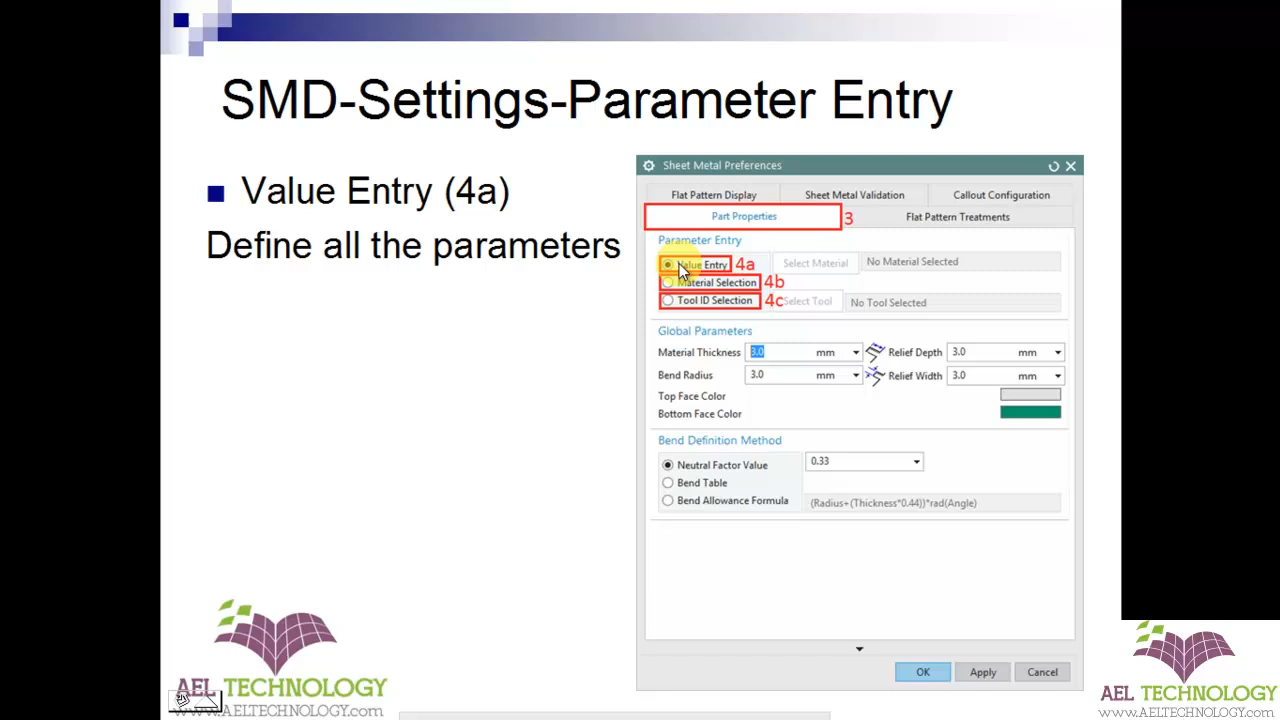 SMD-Settings-Parameter Entry
Value Entry (4a)
Define all the parameters
Sheet Metal Preferences
Flat Pattern Display Sheet Metal Validation Callout Configuration
Part Properties 3 Flat Pattern Treatments
Parameter Entry
Value Entry 4a Select Material No Material Selected
Material Selection 4b
Tool ID Selection 4c Select Tool No Tool Selected
Global Parameters
Material Thickness 3.0 mm Relief Depth 3.0 mm
Bend Radius 3.0 mm Relief Width 3.0 mm
Top Face Color
Bottom Face Color
Bend Definition Method
Neutral Factor Value 0.33
Bend Table
Bend Allowance Formula (Radius+(Thickness*0.44))*rad(Angle)
OK Apply Cancel
AEL TECHNOLOGY
www.AELTECHNOLOGY.com
AEL TECHNOLOGY
www.AELTECHNOLOGY.com